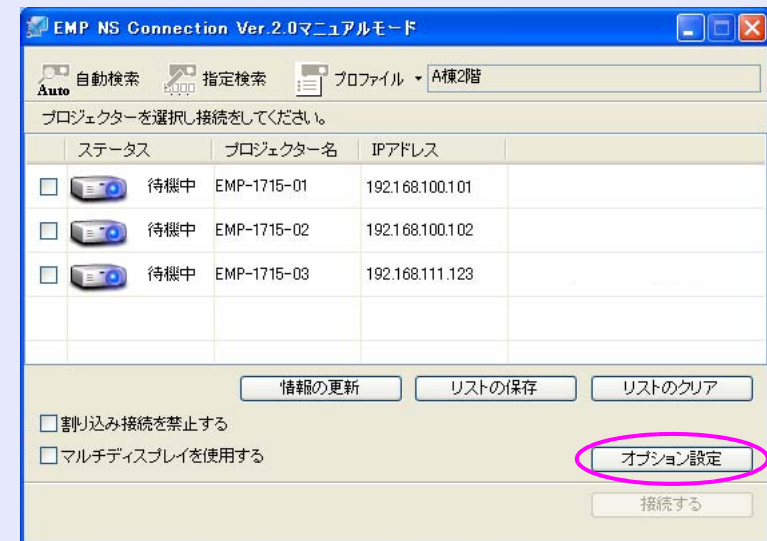 EMP NS Connection Ver.2.0マニュアルモード
Auto 自動検索 指定検索 プロファイル A棟2階
プロジェクターを選択し接続をしてください。
ステータス プロジェクター名 IPアドレス
待機中 EMP-1715-01 192.168.100.101
待機中 EMP-1715-02 192.168.100.102
待機中 EMP-1715-03 192.168.111.123
情報の更新 リストの保存 リストのクリア
割り込み接続を禁止する
マルチディスプレイを使用する オプション設定
接続する